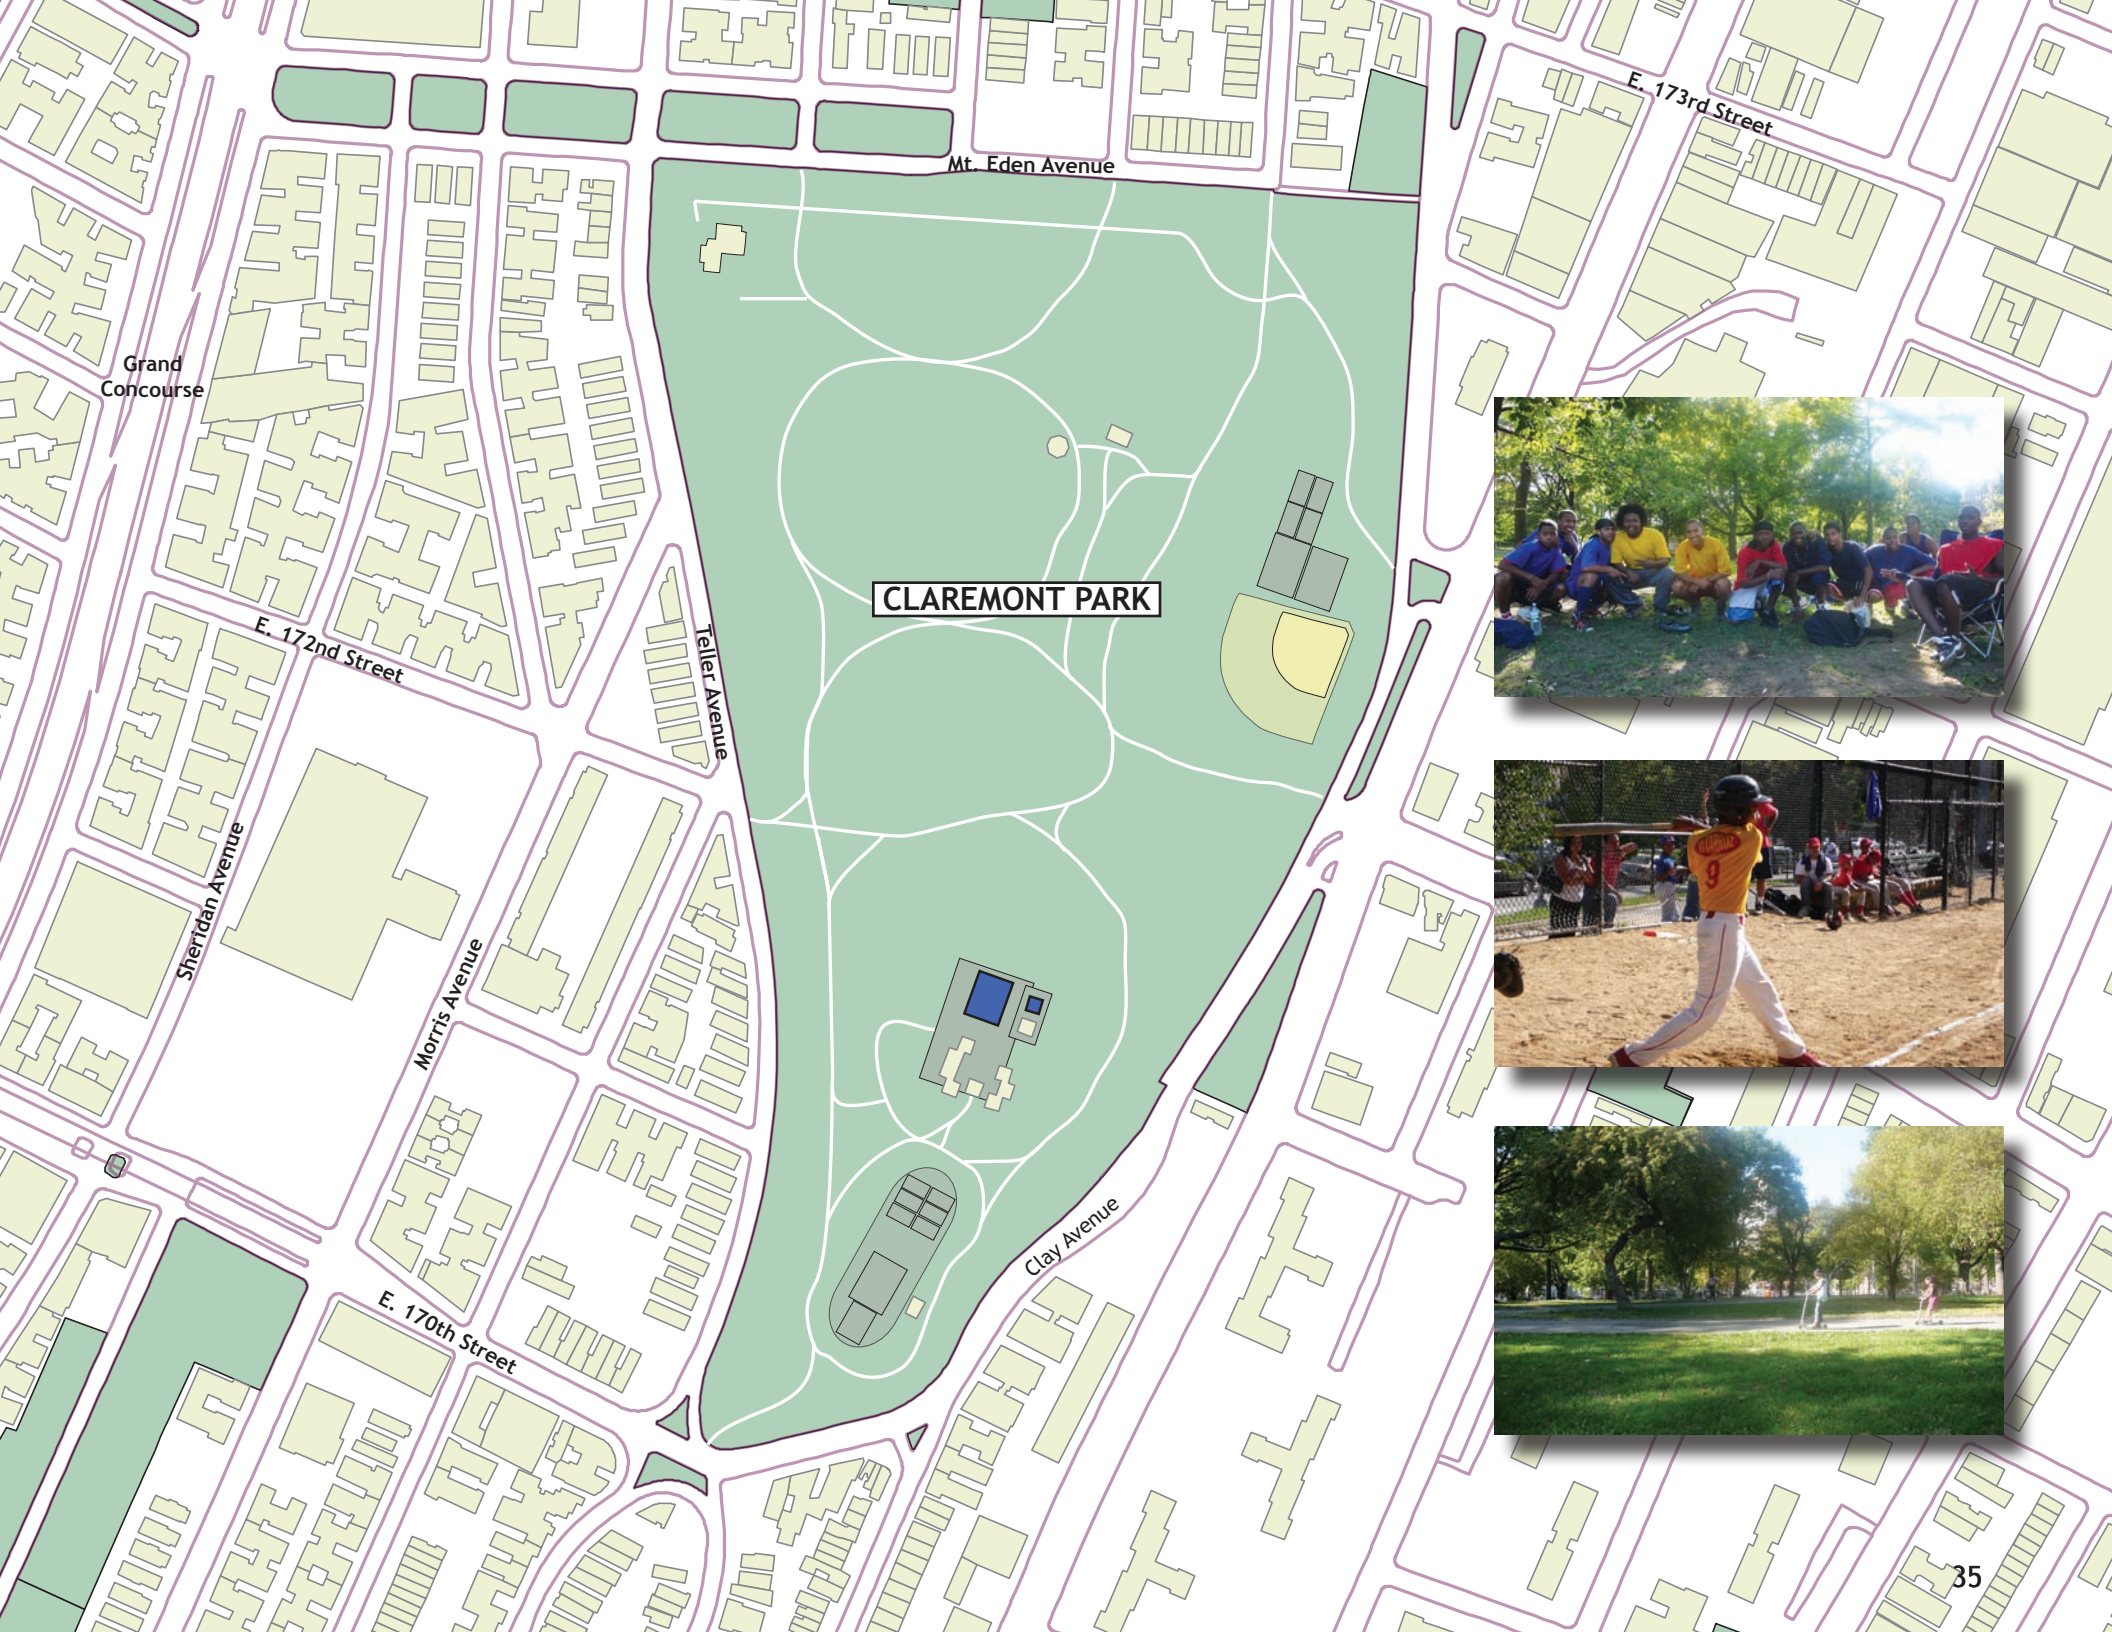 E. 173rd Street
Mt. Eden Avenue
Grand
Concourse
CLAREMONT PARK
E. 172nd Street
Teller Avenue
9
Sheridan Avenue
Morris Avenue
Clay Avenue
E. 170th Street
35